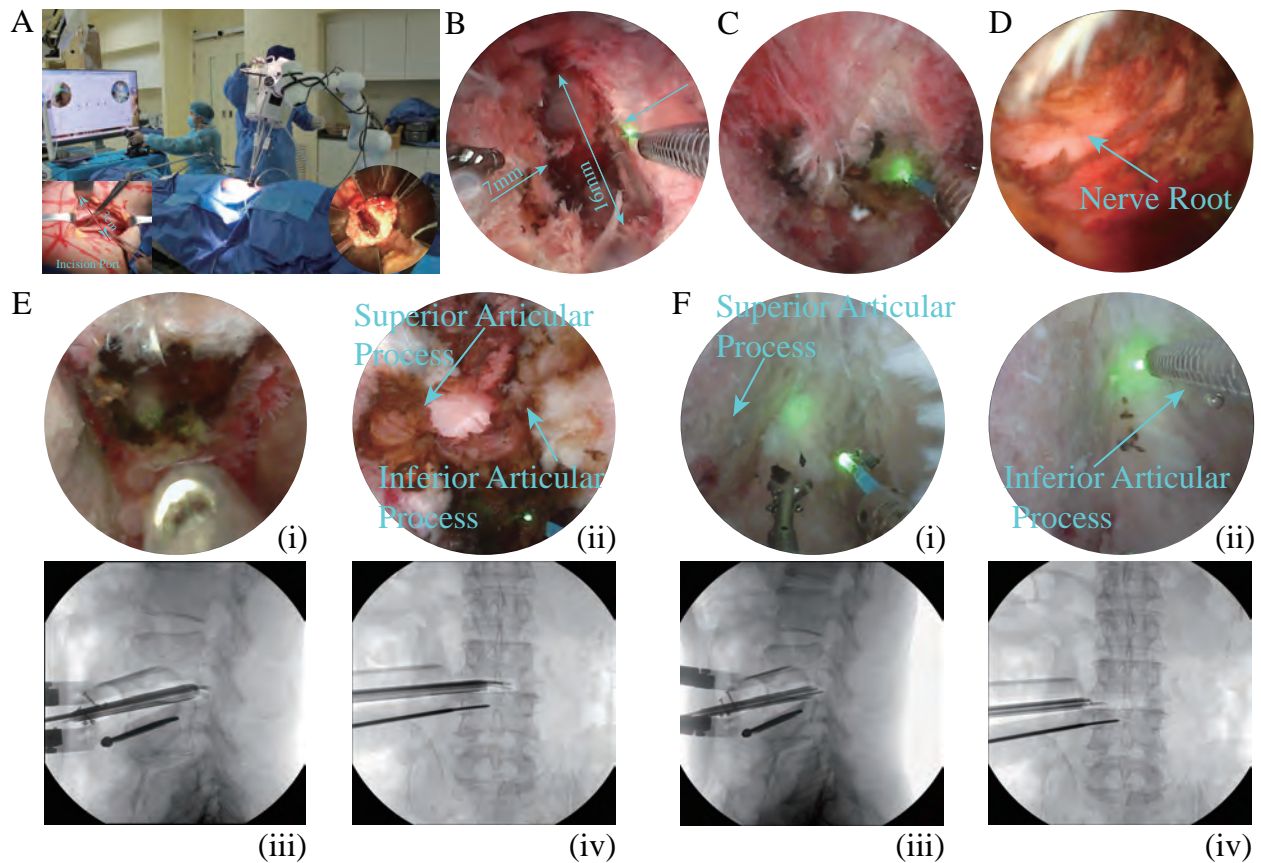 A
B
C
D
Incision Port
7mm
16mm
Nerve Root
E
Superior Articular
Process
Inferior Articular
Process
(i)
(ii)
F
Superior Articular
Process
Inferior Articular
Process
(i)
(ii)
(iii)
(iv)
(iii)
(iv)